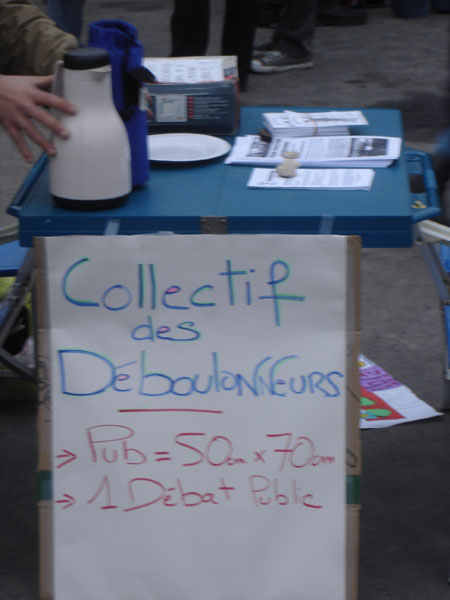 Collectif
des
DÉBOULONNEURS
→ Pub = 50cm x 70cm
→ 1 Débat Public